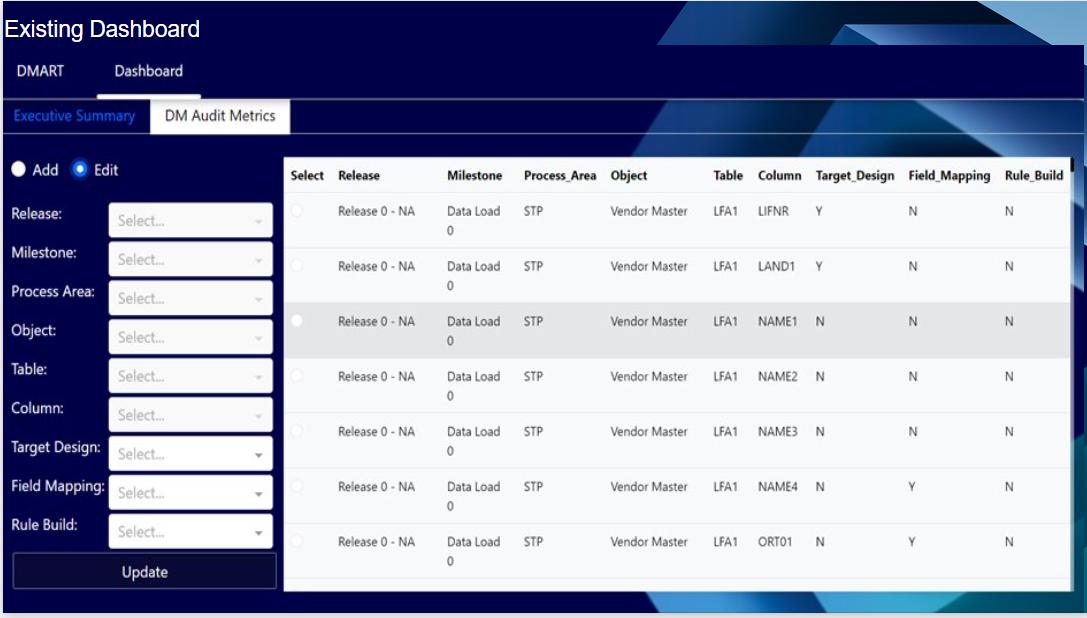 Existing Dashboard
DMART Dashboard
Executive Summary DM Audit Metrics
Add Edit
Release: Select...
Milestone: Select...
Process Area: Select...
Object: Select...
Table: Select...
Column: Select...
Target Design: Select...
Field Mapping: Select...
Rule Build: Select...
Update
Select Release Milestone Process_Area Object Table Column Target_Design Field_Mapping Rule_Build
Release 0 - NA Data Load STP Vendor Master LFA1 LIFNR Y N N
0
Release 0 - NA Data Load STP Vendor Master LFA1 LAND1 Y N N
0
Release 0 - NA Data Load STP Vendor Master LFA1 NAME1 N N N
0
Release 0 - NA Data Load STP Vendor Master LFA1 NAME2 N N N
0
Release 0 - NA Data Load STP Vendor Master LFA1 NAME3 N N N
0
Release 0 - NA Data Load STP Vendor Master LFA1 NAME4 N Y N
0
Release 0 - NA Data Load STP Vendor Master LFA1 ORT01 N Y N
0